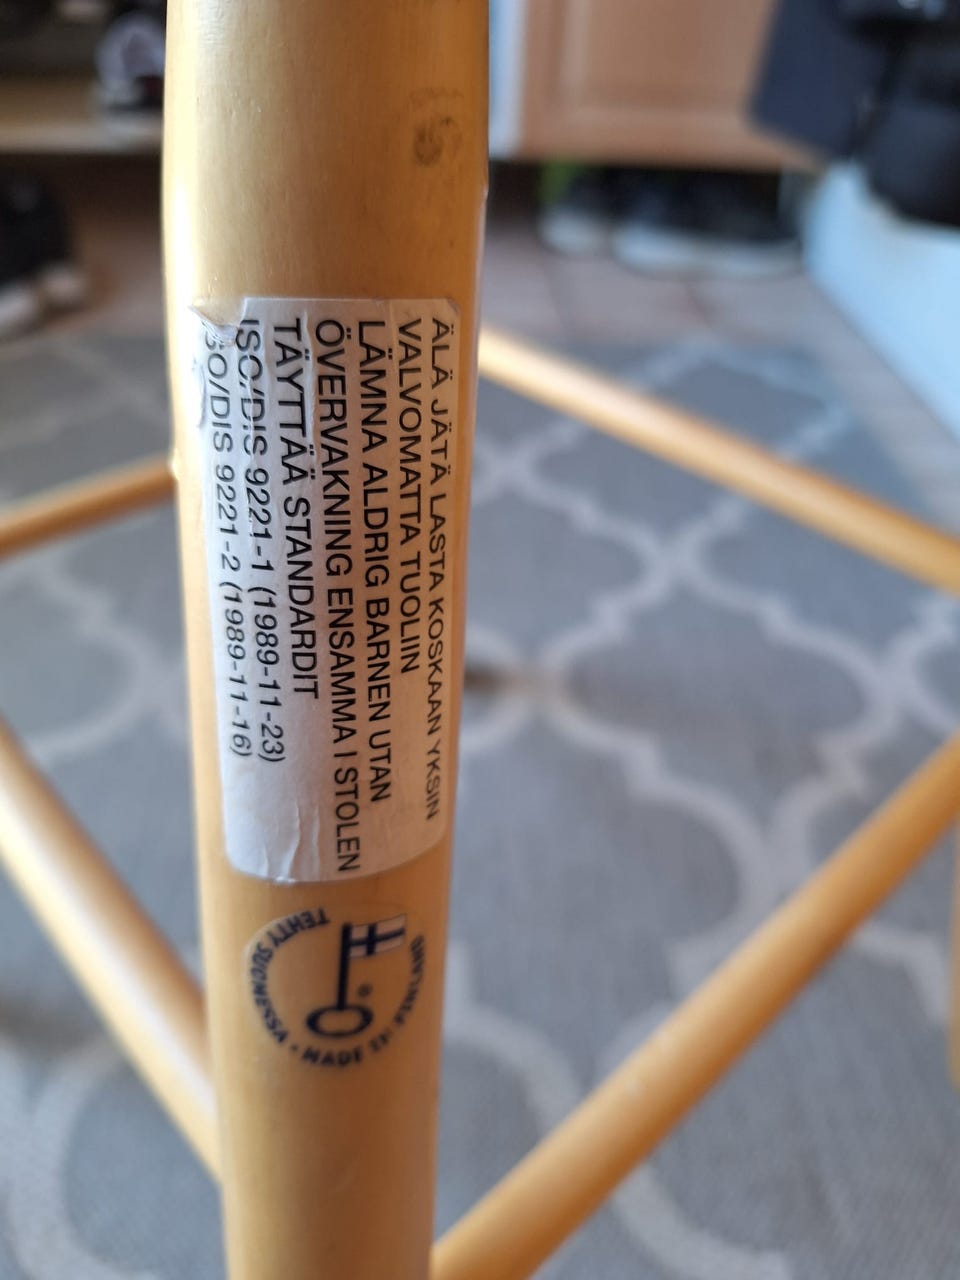 ÄLÄ JÄTÄ LASTA KOSKAAN YKSIN
VALVOMATTA TUOLIIN
LÄMNA ALDRIG BARNEN UTAN
ÖVERVAKNING ENSAMMA I STOLEN
TÄYTTÄÄ STANDARDIT
ISO/DIS 9221-1 (1989-11-23)
ISO/DIS 9221-2 (1989-11-16)
TEHTY SUOMESSA • MADE IN FINLAND
®